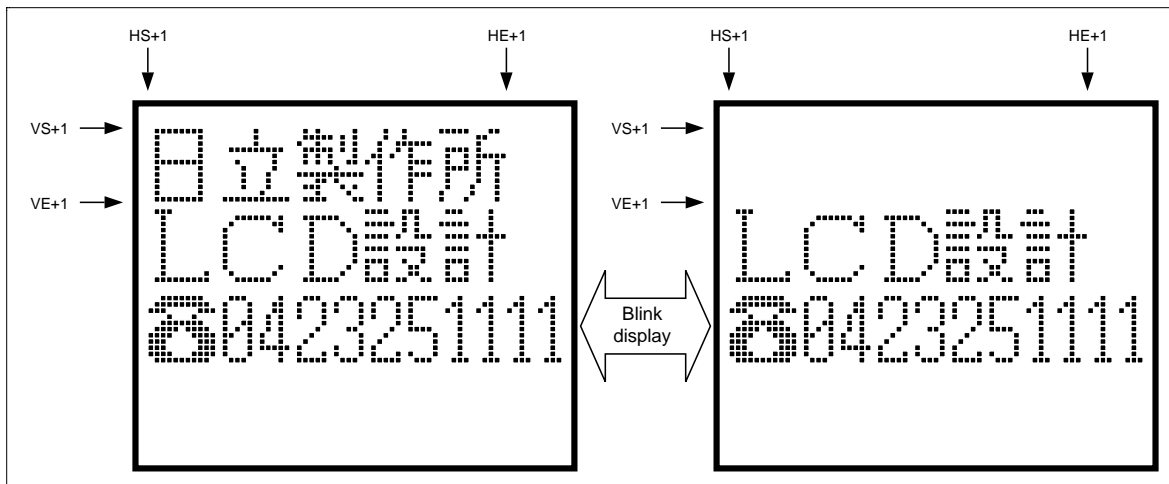 HS+1 HE+1 HS+1 HE+1
VS+1 VS+1
日立製作所
VE+1 VE+1
LCD設計 LCD設計
☎0423251111 Blink display ☎0423251111